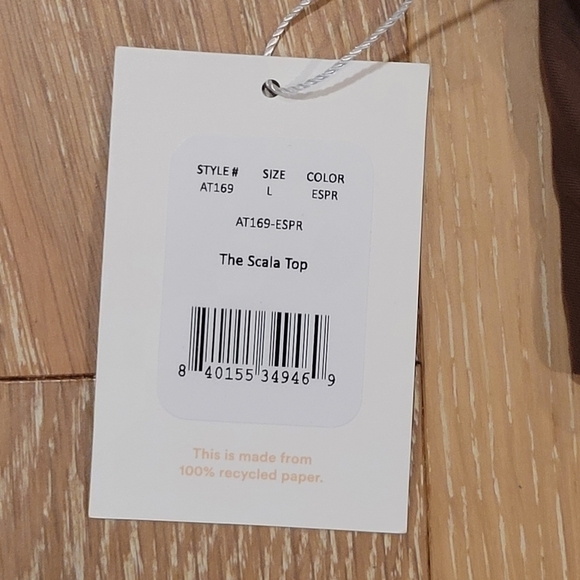 STYLE # SIZE COLOR
AT169 L ESPR
AT169-ESPR
The Scala Top
8 40155 34946 9
This is made from
100% recycled paper.